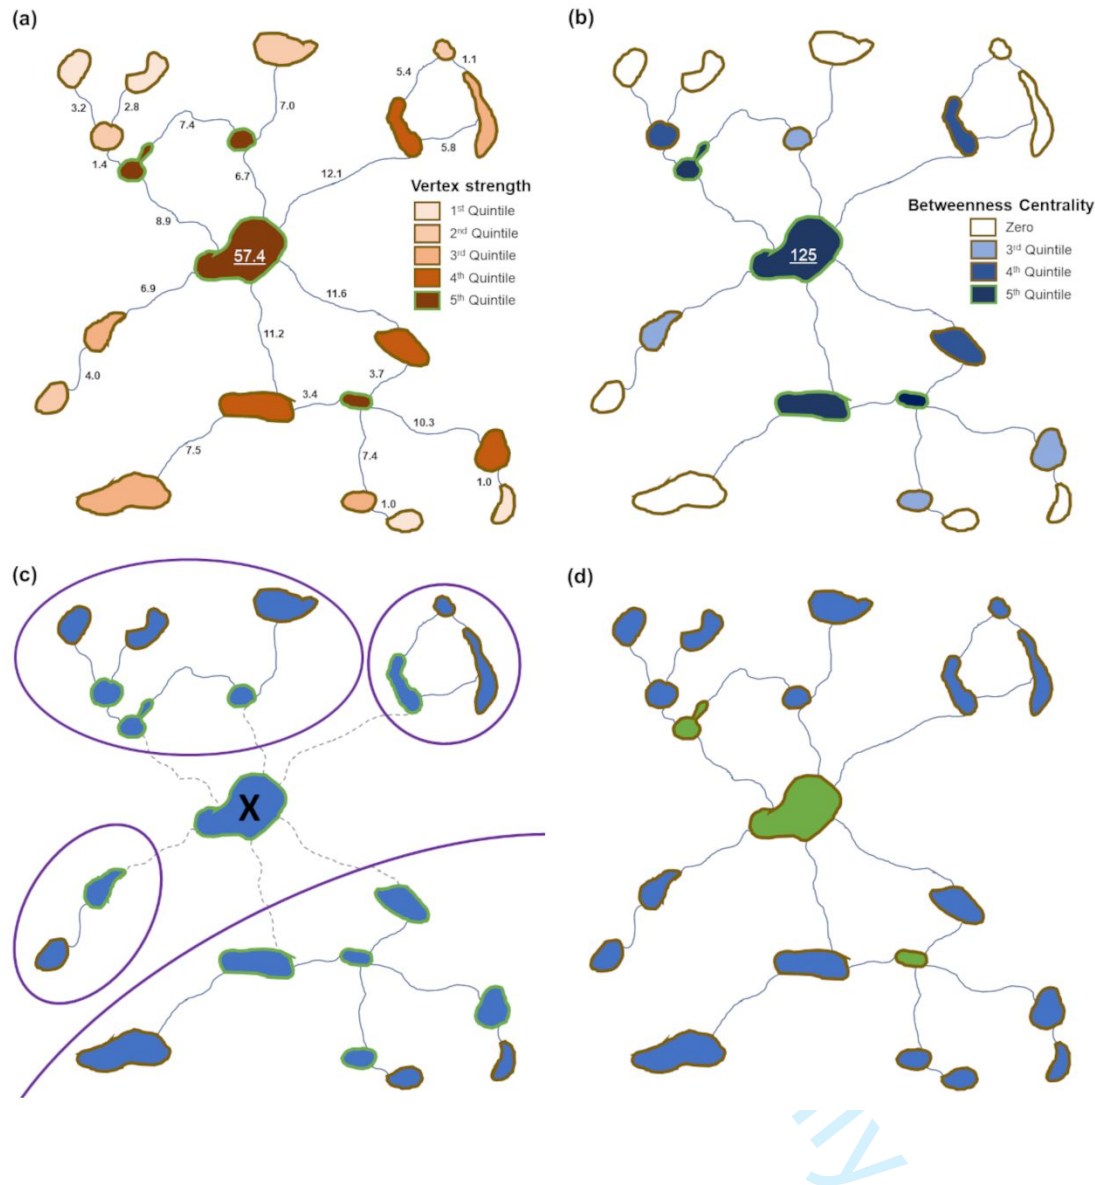 (a)
(b)
1.1
5.4
3.2
2.8
7.0
7.4
1.4
5.8
6.7
12.1
Vertex strength
1st Quintile
2nd Quintile
3rd Quintile
4th Quintile
5th Quintile
8.9
57.4
6.9
11.6
11.2
4.0
3.7
3.4
10.3
7.5
7.4
1.0
1.0
Betweenness Centrality
Zero
3rd Quintile
4th Quintile
5th Quintile
125
(c)
(d)
X